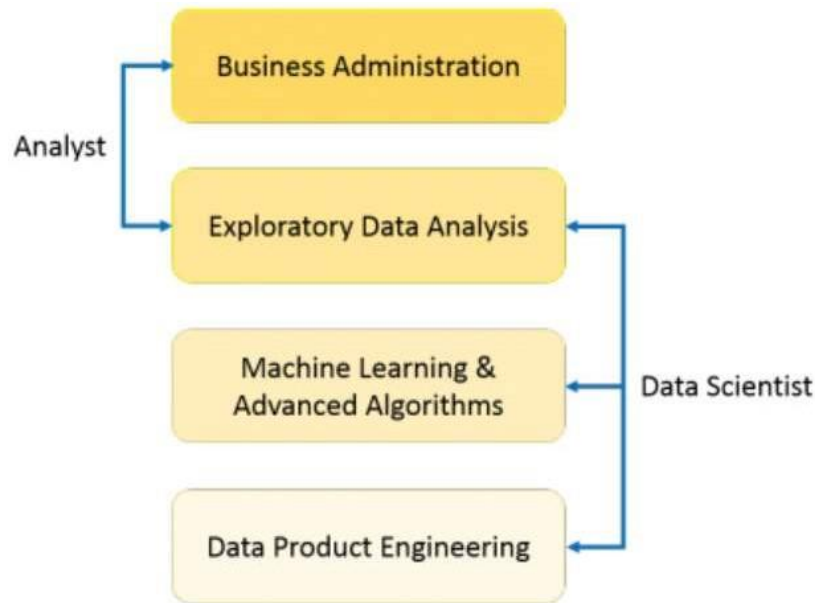 Business Administration
Analyst
Exploratory Data Analysis
Machine Learning &
Advanced Algorithms
Data Scientist
Data Product Engineering